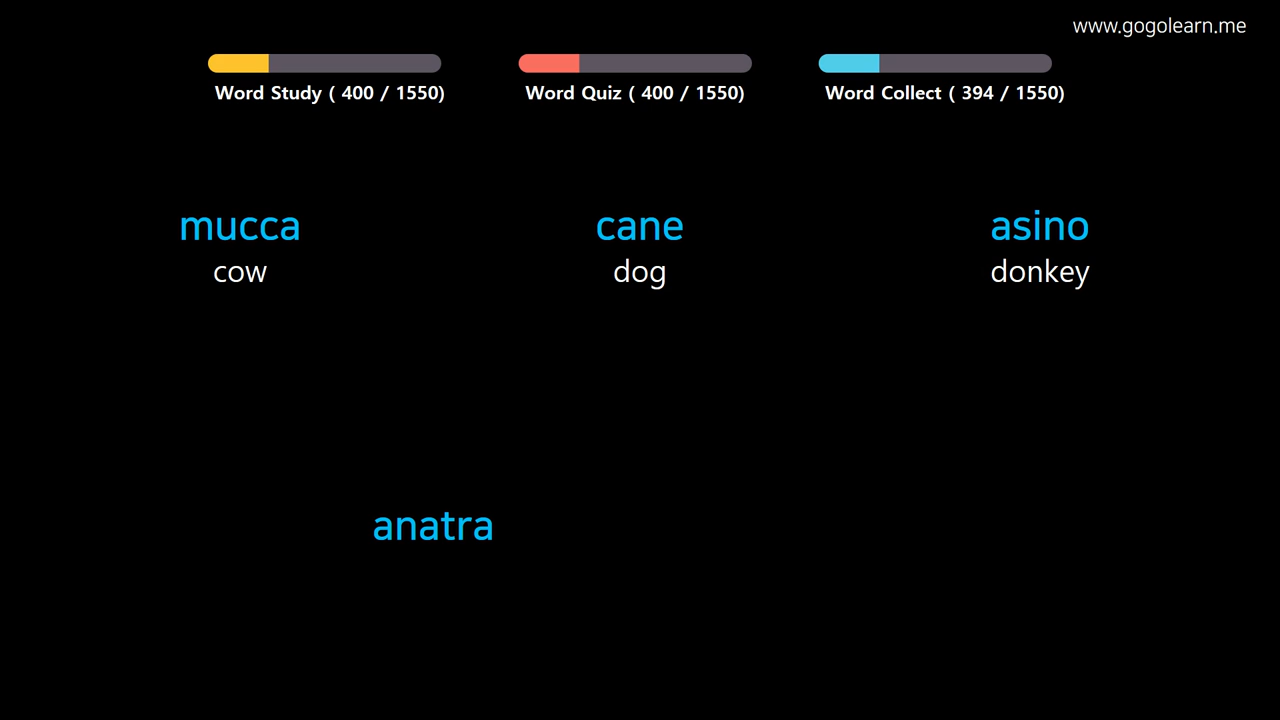 www.gogolearn.me
Word Study ( 400 / 1550)
Word Quiz ( 400 / 1550)
Word Collect ( 394 / 1550)
mucca
cow
cane
dog
asino
donkey
anatra